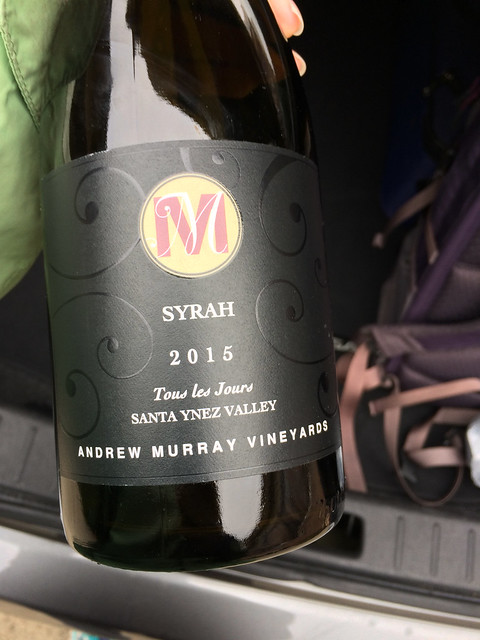 M
SYRAH
2015
Tous les Jours
SANTA YNEZ VALLEY
ANDREW MURRAY VINEYARDS